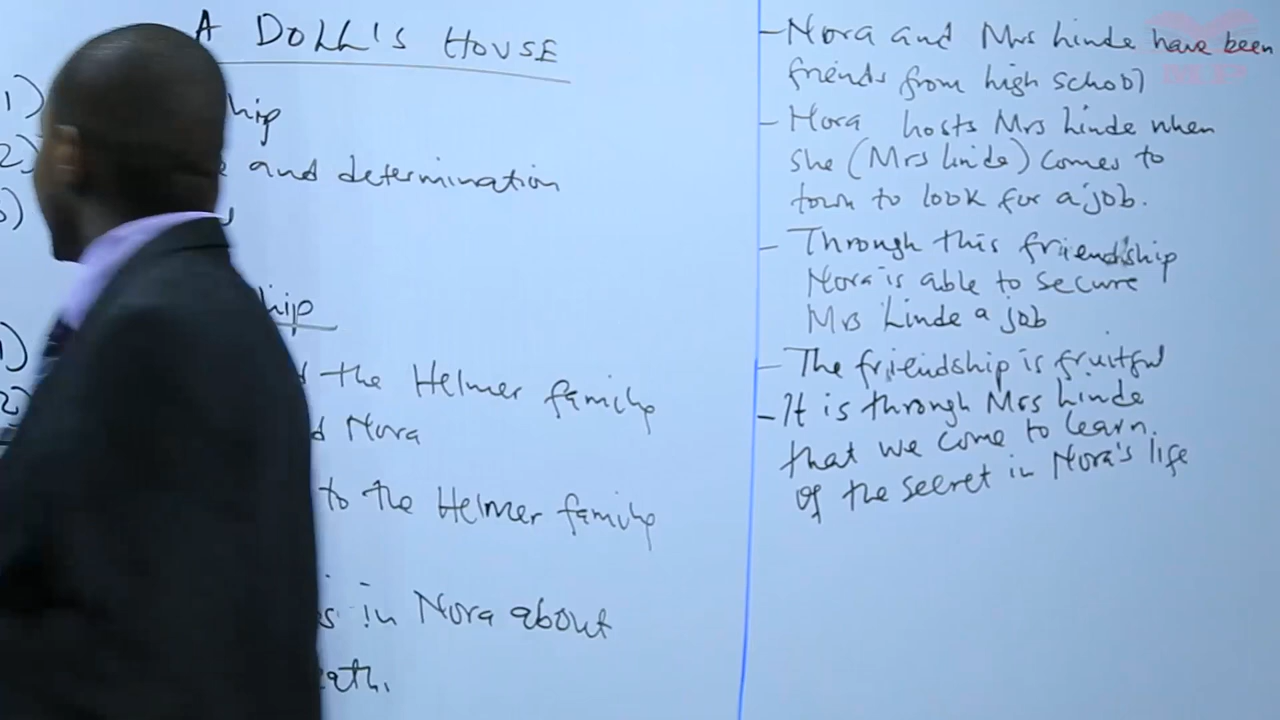 A DOLL'S HOUSE
1)
2) and determination
the Helmer family
1)
2) Nora
to the Helmer family
in Nora about
- Nora and Mrs Linde have been
friends from high school
- Nora hosts Mrs Linde when
she (Mrs Linde) comes to
town to look for a job.
- Through this friendship
Nora is able to secure
Mrs Linde a job
- The friendship is fruitful
- It is through Mrs Linde
that we come to learn
of the secret in Nora's life